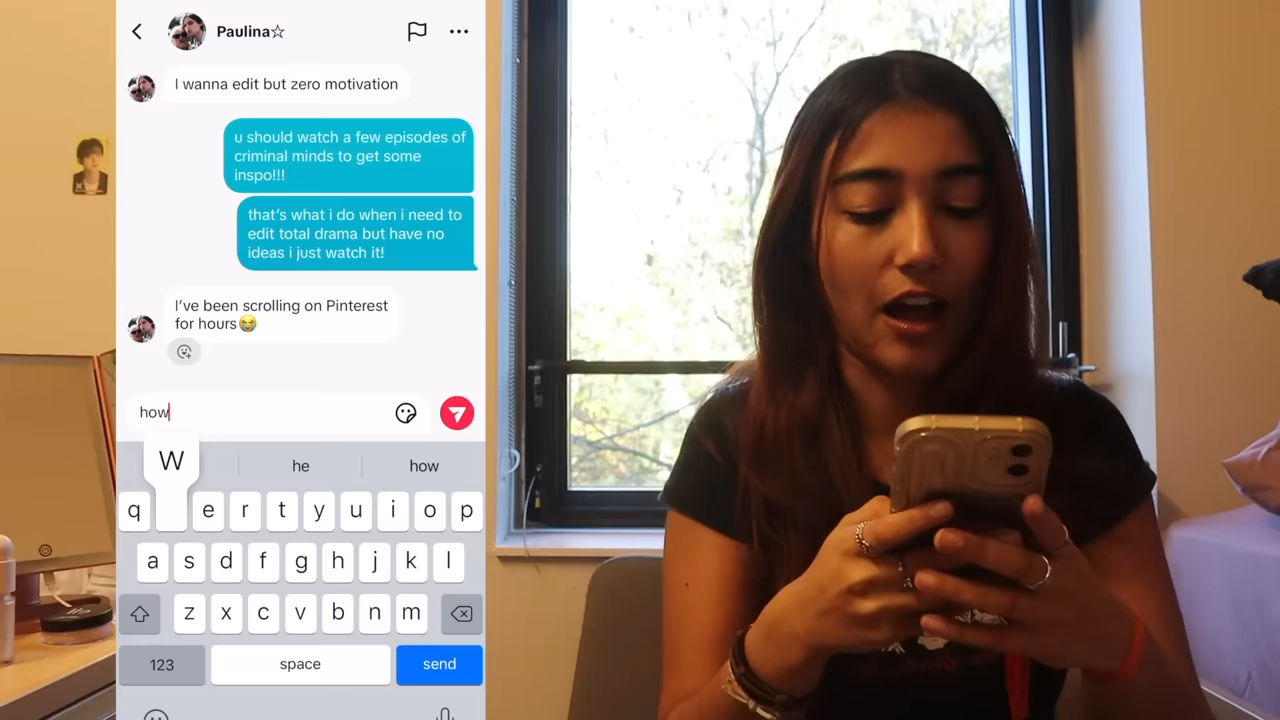 Paulina☆
I wanna edit but zero motivation
u should watch a few episodes of
criminal minds to get some
inspo!!!
that's what i do when i need to
edit total drama but have no
ideas i just watch it!
I've been scrolling on Pinterest
for hours😭
how
W
he
how
q
e
r
t
y
u
i
o
p
a
s
d
f
g
h
j
k
l
z
x
c
v
b
n
m
123
space
send